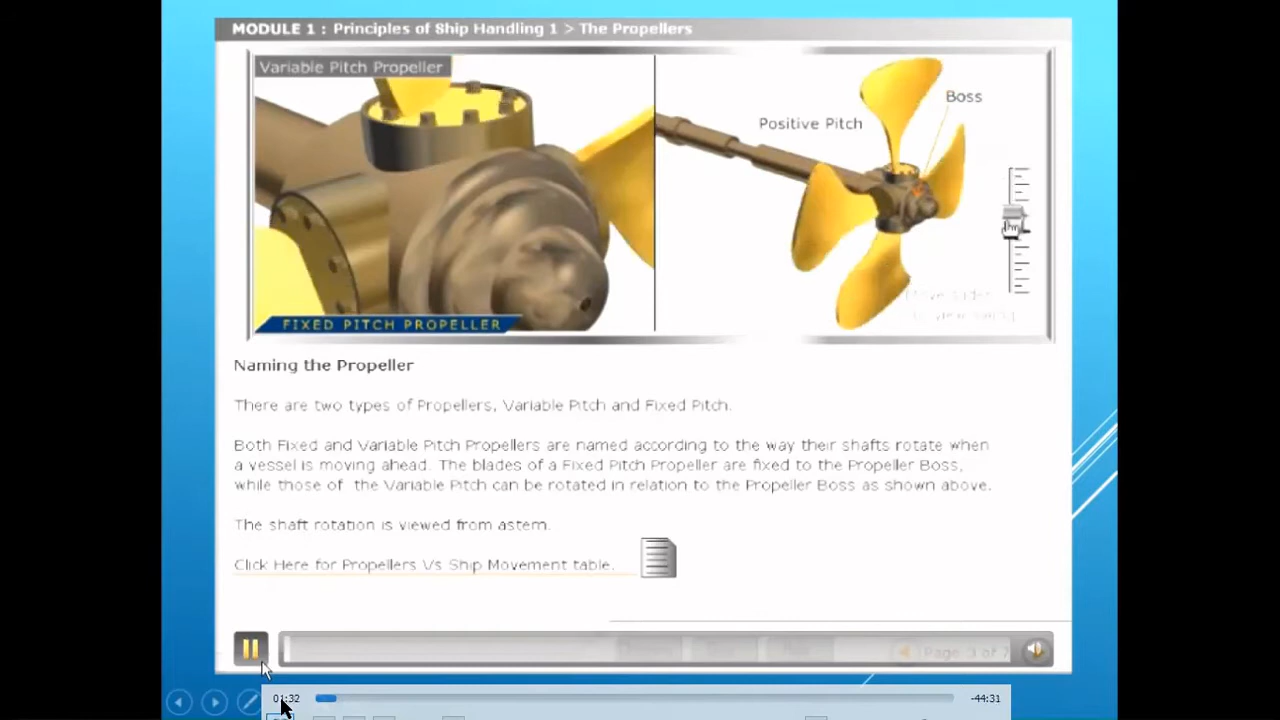 MODULE 1 : Principles of Ship Handling 1 > The Propellers
Variable Pitch Propeller
Boss
Positive Pitch
FIXED PITCH PROPELLER
Naming the Propeller
There are two types of Propellers, Variable Pitch and Fixed Pitch.
Both Fixed and Variable Pitch Propellers are named according to the way their shafts rotate when
a vessel is moving ahead. The blades of a Fixed Pitch Propeller are fixed to the Propeller Boss,
while those of the Variable Pitch can be rotated in relation to the Propeller Boss as shown above.
The shaft rotation is viewed from astern.
Click Here for Propellers Vs Ship Movement table.
Page 3 of 7
01:32
-44:31